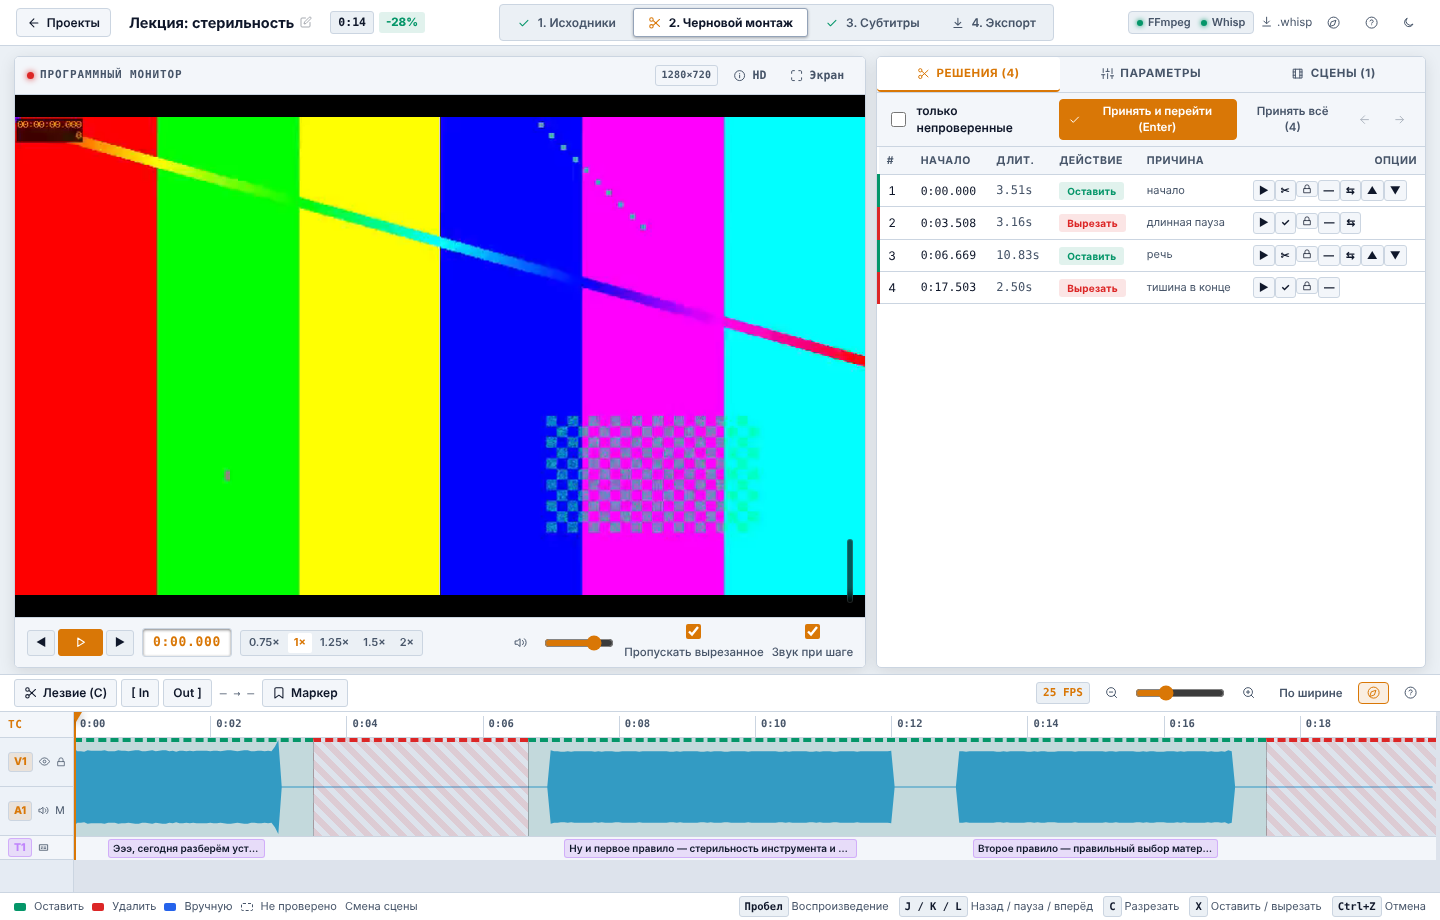 Проекты
Лекция: стерильность
0:14
-28%
1. Исходники
2. Черновой монтаж
3. Субтитры
4. Экспорт
FFmpeg
Whisp
.whisp
ПРОГРАММНЫЙ МОНИТОР
1280×720
HD
Экран
00:00:00.000
0
0:00.000
0.75×
1×
1.25×
1.5×
2×
Пропускать вырезанное
Звук при шаге
РЕШЕНИЯ (4)
ПАРАМЕТРЫ
СЦЕНЫ (1)
только
непроверенные
Принять и перейти
(Enter)
Принять всё
(4)
# НАЧАЛО ДЛИТ. ДЕЙСТВИЕ ПРИЧИНА ОПЦИИ
1 0:00.000 3.51s Оставить начало
2 0:03.508 3.16s Вырезать длинная пауза
3 0:06.669 10.83s Оставить речь
4 0:17.503 2.50s Вырезать тишина в конце
Лезвие (C)
[ In
Out ]
— → —
Маркер
25 FPS
По ширине
TC
0:00 0:02 0:04 0:06 0:08 0:10 0:12 0:14 0:16 0:18
V1
A1 M
T1
Эээ, сегодня разберём уст…
Ну и первое правило — стерильность инструмента и …
Второе правило — правильный выбор матер…
Оставить Удалить Вручную Не проверено Смена сцены
Пробел Воспроизведение J / K / L Назад / пауза / вперёд C Разрезать X Оставить / вырезать Ctrl+Z Отмена